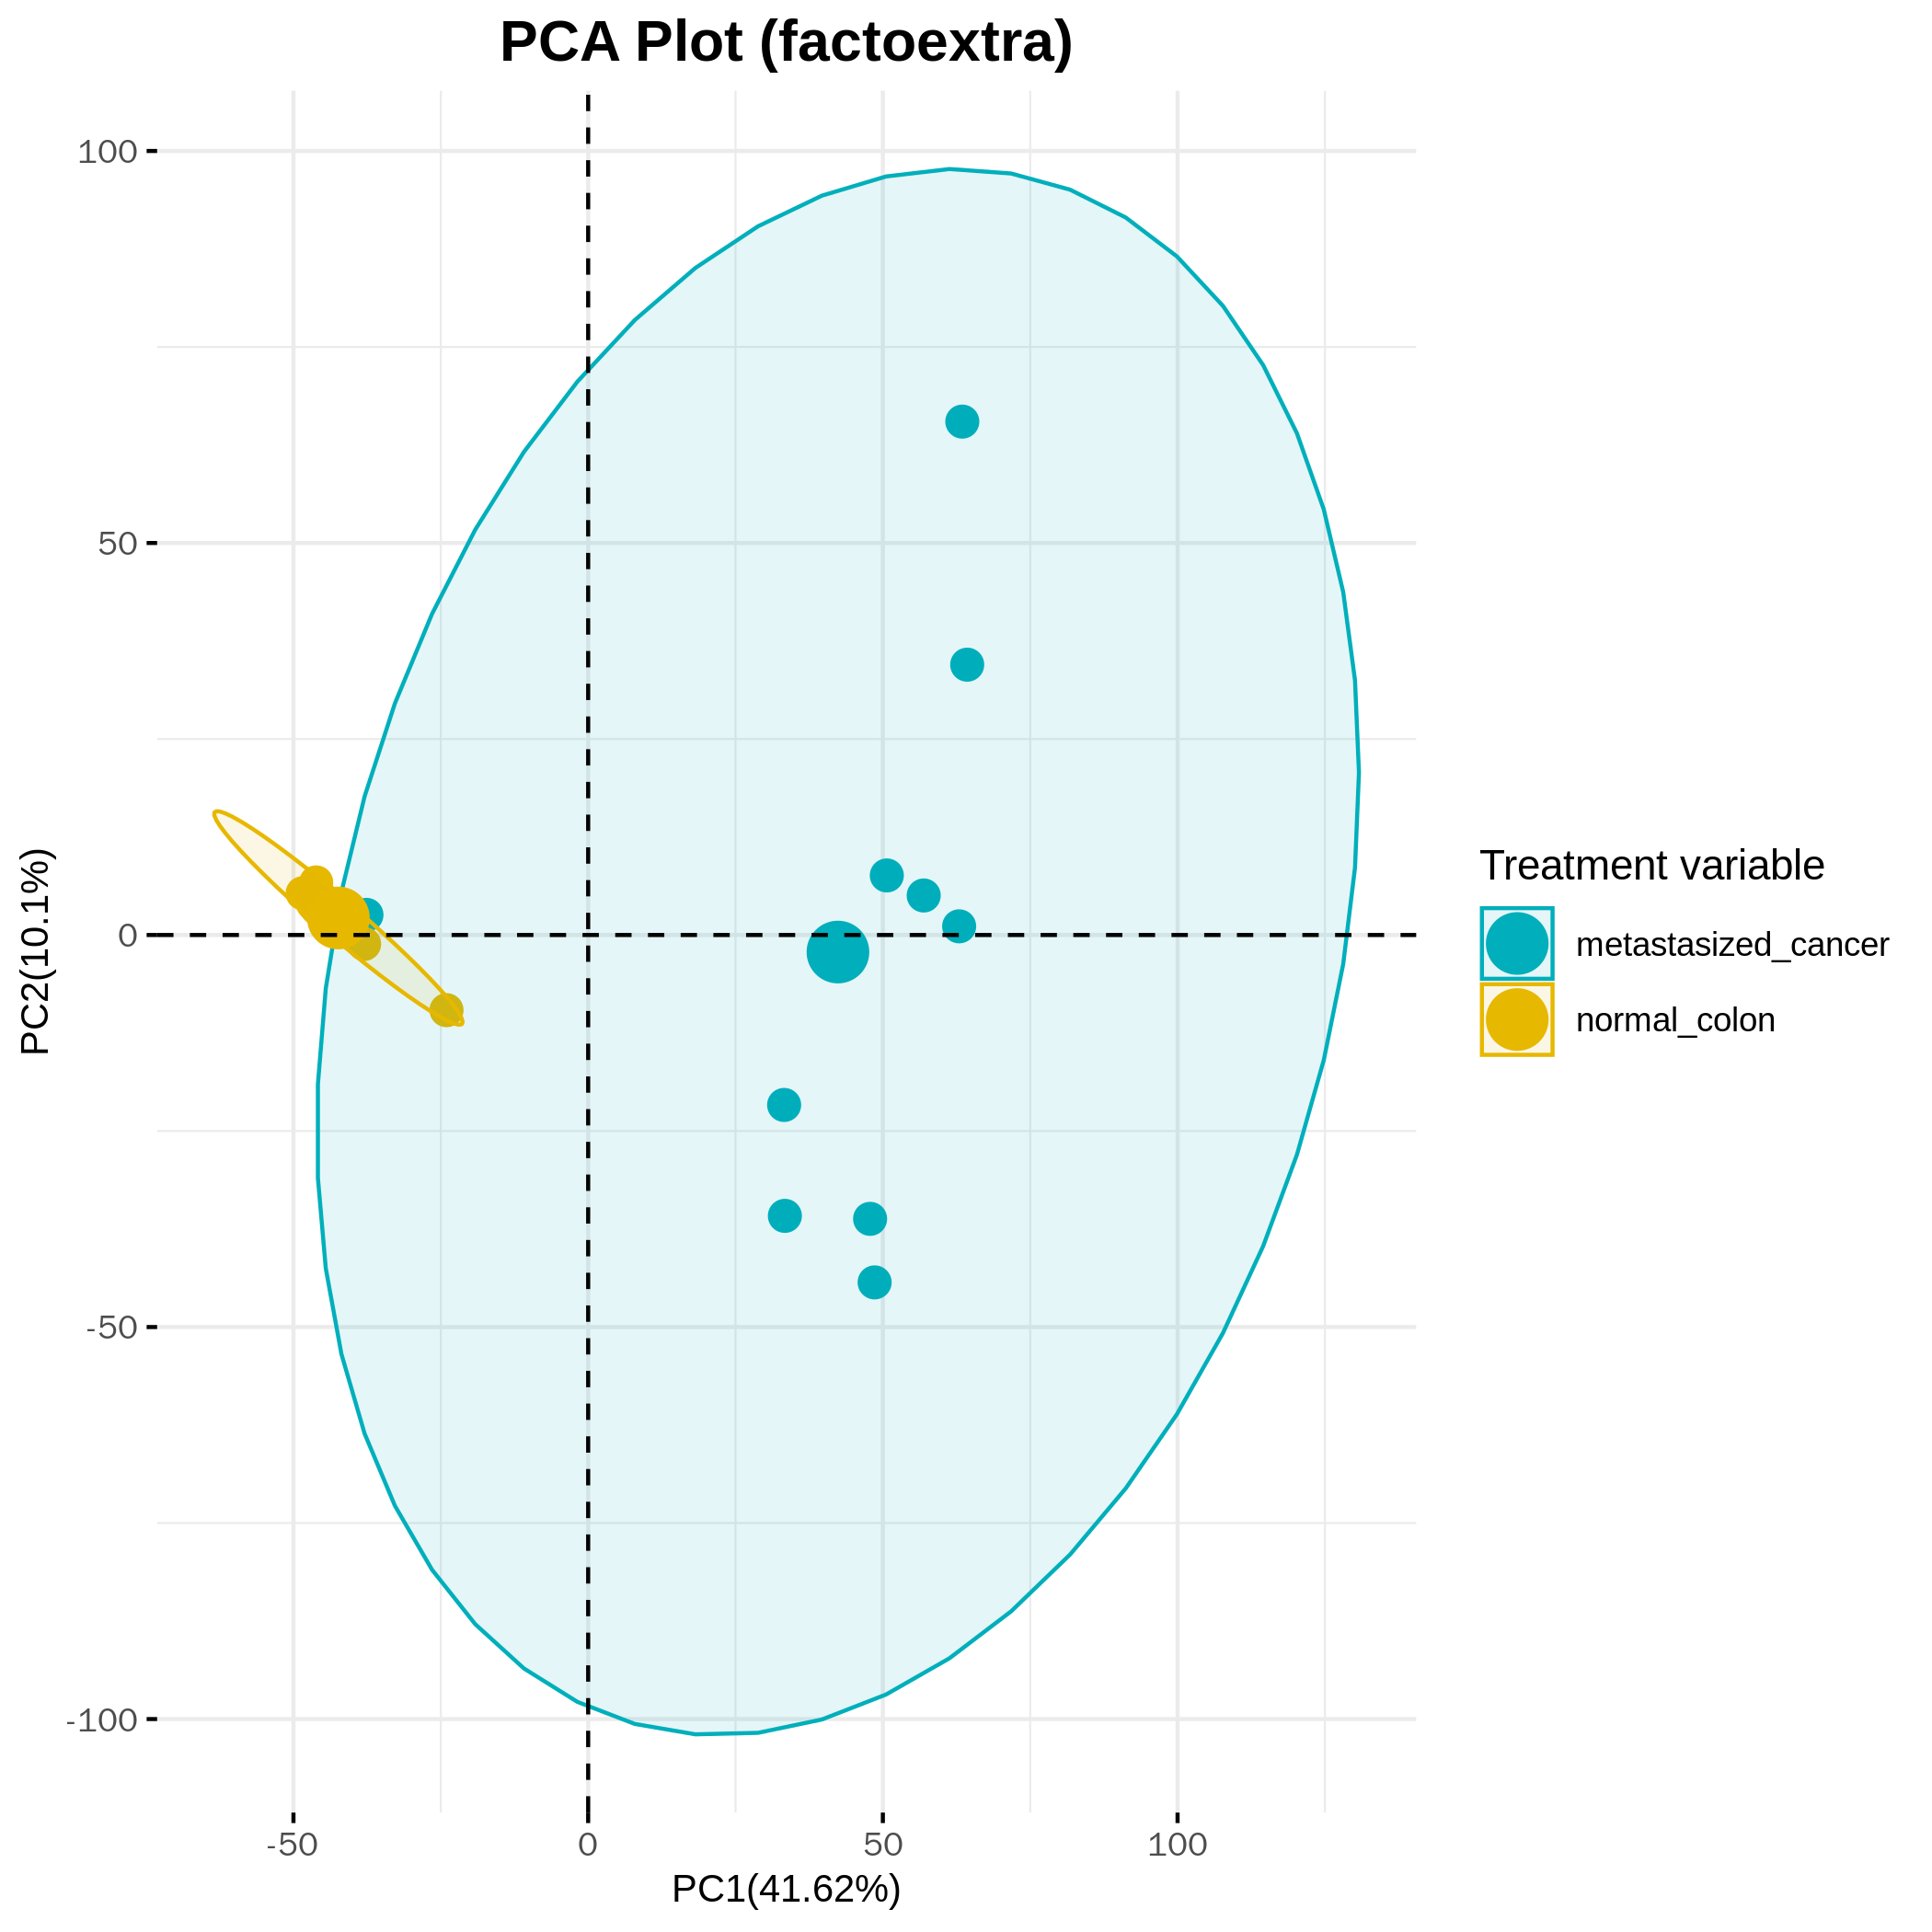 PCA Plot (factoextra)
100
50
0
-50
-100
PC2(10.1%)
-50
0
50
100
PC1(41.62%)
Treatment variable
metastasized_cancer
normal_colon